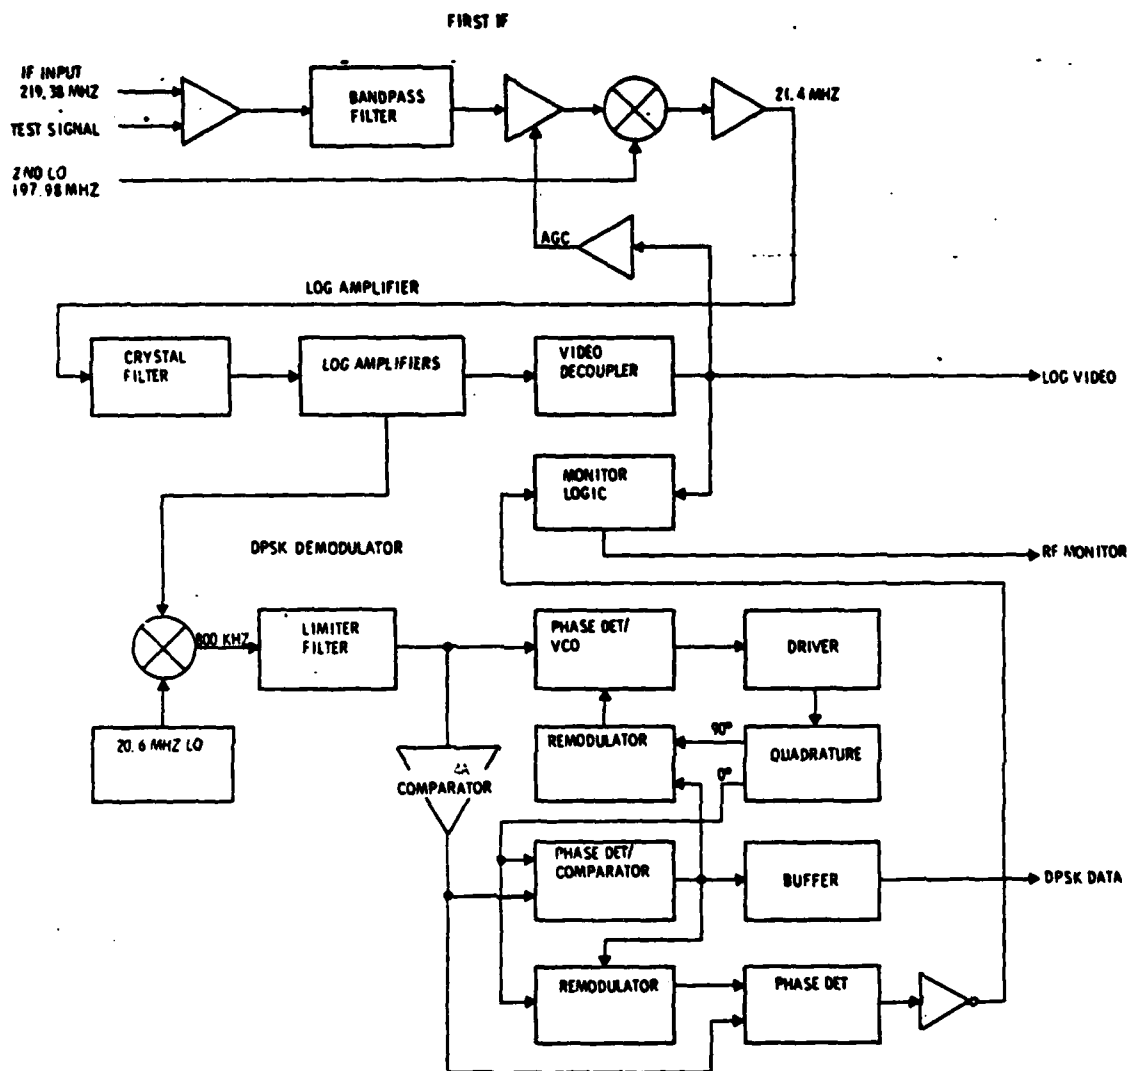 FIRST IF
IF INPUT
219.38 MHZ
TEST SIGNAL
2ND LO
197.98 MHZ
BANDPASS
FILTER
21.4 MHZ
AGC
LOG AMPLIFIER
CRYSTAL
FILTER
LOG AMPLIFIERS
VIDEO
DECOUPLER
LOG VIDEO
MONITOR
LOGIC
RF MONITOR
DPSK DEMODULATOR
800 KHZ
LIMITER
FILTER
PHASE DET/
VCO
DRIVER
20.6 MHZ LO
REMODULATOR
90°
0°
QUADRATURE
COMPARATOR
PHASE DET/
COMPARATOR
BUFFER
DPSK DATA
REMODULATOR
PHASE DET